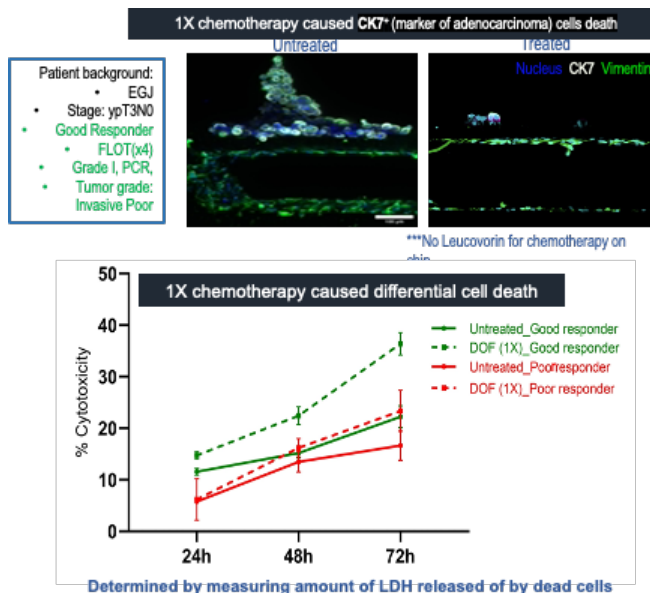 1X chemotherapy caused CK7⁺ (marker of adenocarcinoma) cells death
Untreated
Treated
Patient background:
• EGJ
• Stage: ypT3N0
• Good Responder
• FLOT(x4)
• Grade I, PCR,
• Tumor grade:
Invasive Poor
Nucleus CK7 Vimentin
***No Leucovorin for chemotherapy on
chip
1X chemotherapy caused differential cell death
% Cytotoxicity
50
40
30
20
10
0
24h
48h
72h
Untreated_Good responder
DOF (1X)_Good responder
Untreated_Poorresponder
DOF (1X)_Poor responder
Determined by measuring amount of LDH released of by dead cells